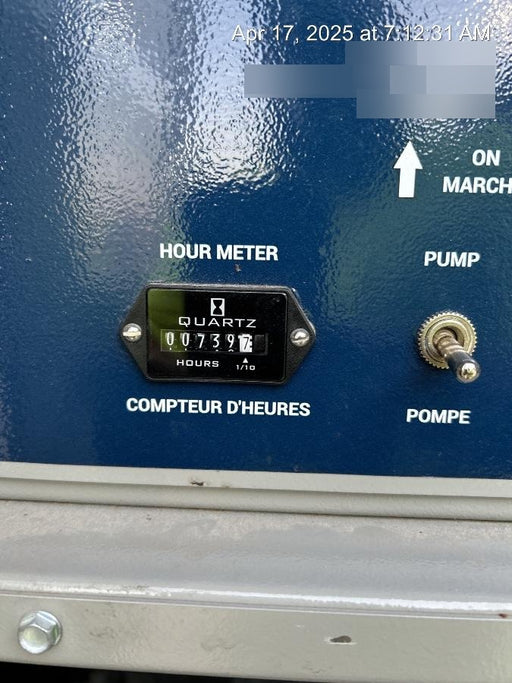 Apr 17, 2025 at 7:12:31 AM
ON
MARCH
HOUR METER
PUMP
QUARTZ
007397
HOURS 1/10
COMPTEUR D'HEURES
POMPE